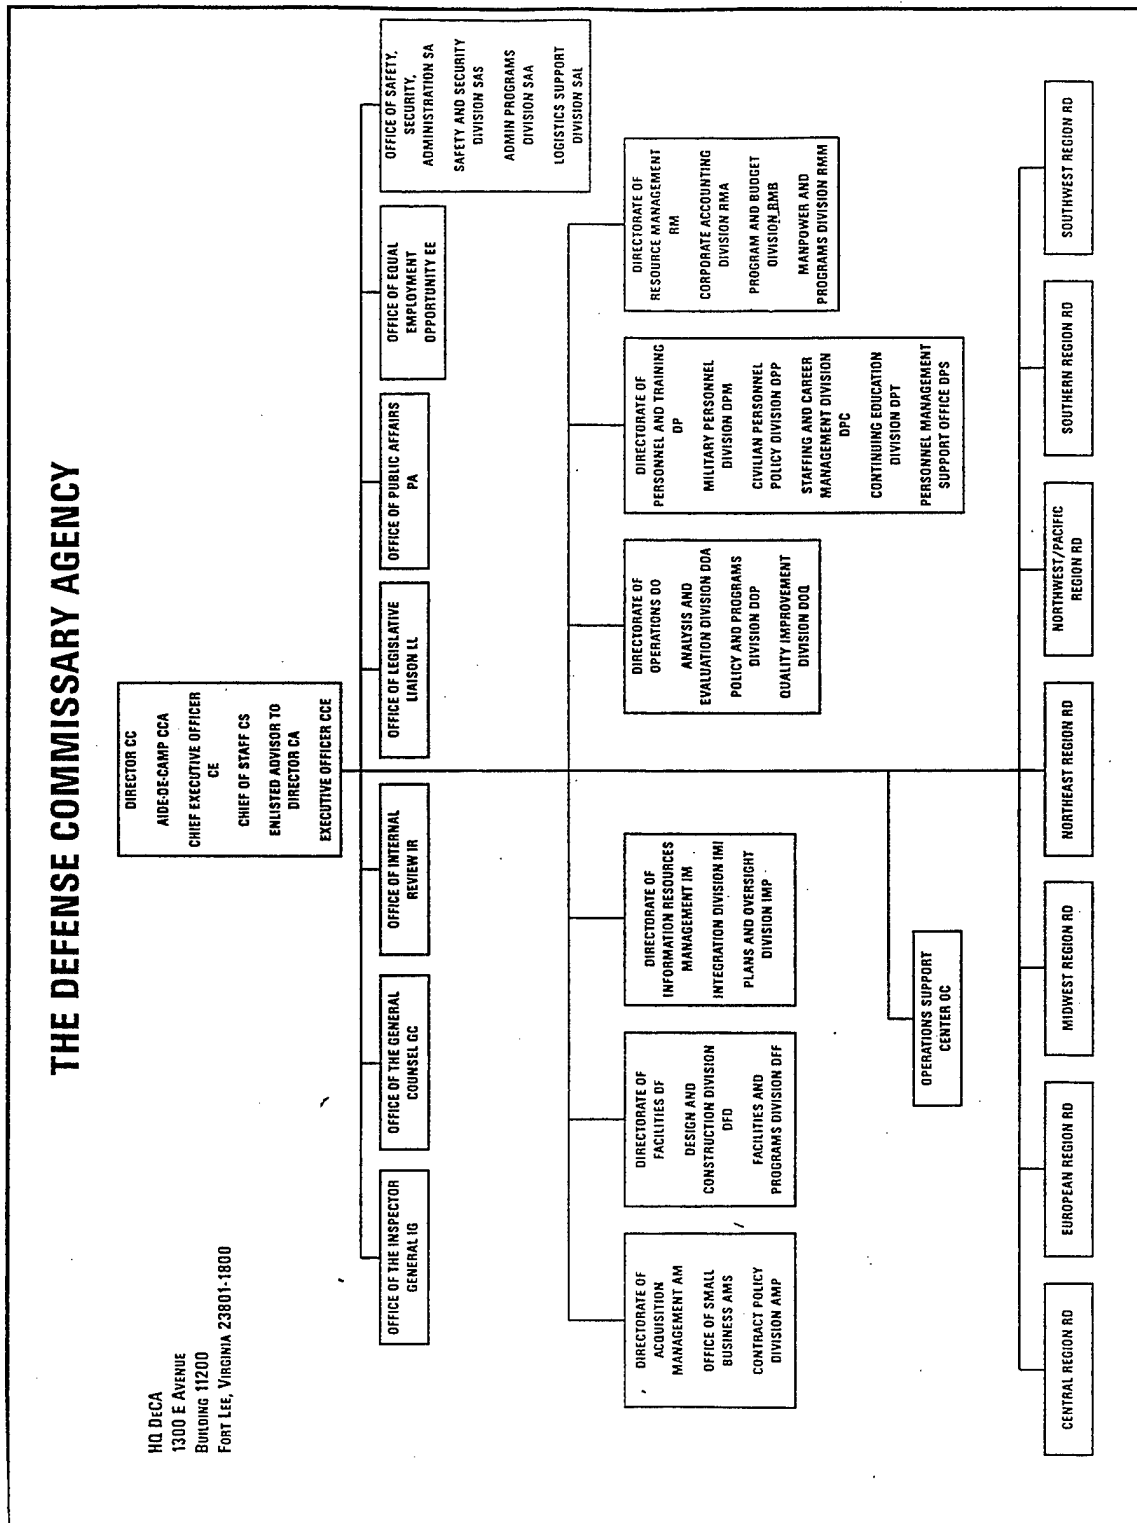 THE DEFENSE COMMISSARY AGENCY
HQ DeCA
1300 E AVENUE
BUILDING 11200
FORT LEE, VIRGINIA 23801-1800
DIRECTOR CC
AIDE-DE-CAMP CCA
CHIEF EXECUTIVE OFFICER
CE
CHIEF OF STAFF CS
ENLISTED ADVISOR TO
DIRECTOR CA
EXECUTIVE OFFICER CCE
OFFICE OF THE INSPECTOR
GENERAL IG
OFFICE OF THE GENERAL
COUNSEL GC
OFFICE OF INTERNAL
REVIEW IR
OFFICE OF LEGISLATIVE
LIAISON LL
OFFICE OF PUBLIC AFFAIRS
PA
OFFICE OF EQUAL
EMPLOYMENT
OPPORTUNITY EE
OFFICE OF SAFETY,
SECURITY,
ADMINISTRATION SA
SAFETY AND SECURITY
DIVISION SAS
ADMIN PROGRAMS
DIVISION SAA
LOGISTICS SUPPORT
DIVISION SAL
DIRECTORATE OF
ACQUISITION
MANAGEMENT AM
OFFICE OF SMALL
BUSINESS AMS
CONTRACT POLICY
DIVISION AMP
DIRECTORATE OF
FACILITIES DF
DESIGN AND
CONSTRUCTION DIVISION
DFD
FACILITIES AND
PROGRAMS DIVISION DFF
DIRECTORATE OF
INFORMATION RESOURCES
MANAGEMENT IM
INTEGRATION DIVISION IMI
PLANS AND OVERSIGHT
DIVISION IMP
DIRECTORATE OF
OPERATIONS DO
ANALYSIS AND
EVALUATION DIVISION DOA
POLICY AND PROGRAMS
DIVISION DOP
QUALITY IMPROVEMENT
DIVISION DOQ
DIRECTORATE OF
PERSONNEL AND TRAINING
DP
MILITARY PERSONNEL
DIVISION DPM
CIVILIAN PERSONNEL
POLICY DIVISION DPP
STAFFING AND CAREER
MANAGEMENT DIVISION
DPC
CONTINUING EDUCATION
DIVISION DPT
PERSONNEL MANAGEMENT
SUPPORT OFFICE DPS
DIRECTORATE OF
RESOURCE MANAGEMENT
RM
CORPORATE ACCOUNTING
DIVISION RMA
PROGRAM AND BUDGET
DIVISION RMB
MANPOWER AND
PROGRAMS DIVISION RMM
OPERATIONS SUPPORT
CENTER OC
CENTRAL REGION RD
EUROPEAN REGION RD
MIDWEST REGION RD
NORTHEAST REGION RD
NORTHWEST/PACIFIC
REGION RD
SOUTHERN REGION RD
SOUTHWEST REGION RD